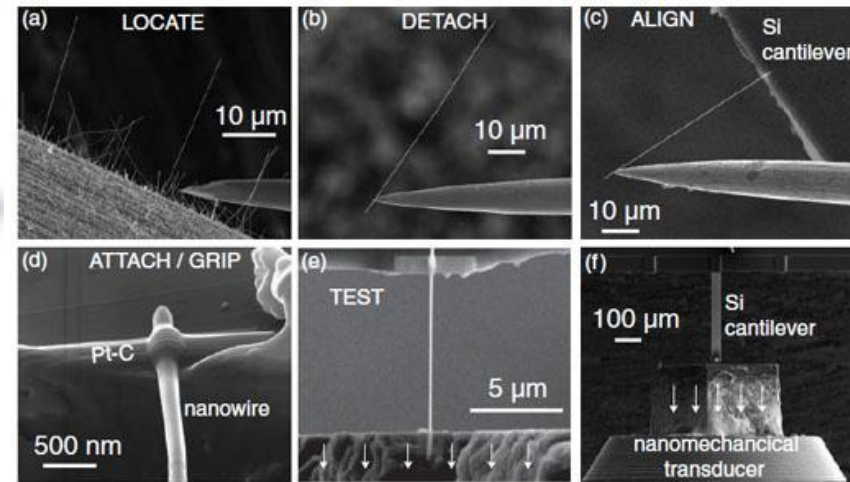 (a) LOCATE
10 µm
(b) DETACH
10 µm
(c) ALIGN
Si
cantilever
10 µm
(d) ATTACH / GRIP
Pt-C
nanowire
500 nm
(e)
TEST
5 µm
(f)
100 µm
Si
cantilever
nanomechancical
transducer